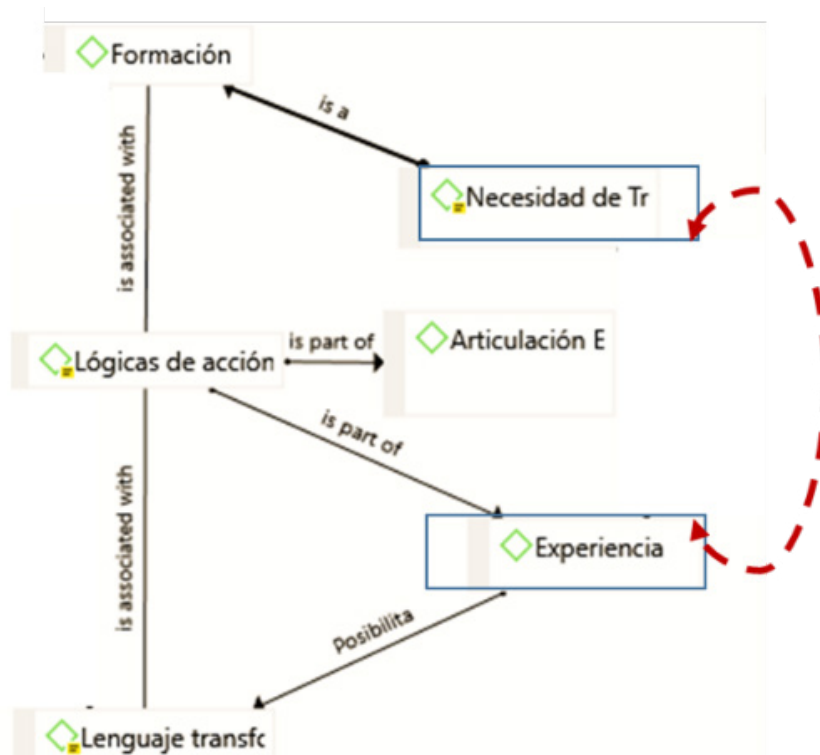 Formación
is a
is associated with
Necesidad de Tr
is part of
Articulación E
Lógicas de acción
is part of
is associated with
Experiencia
Posibilita
Lenguaje transfc